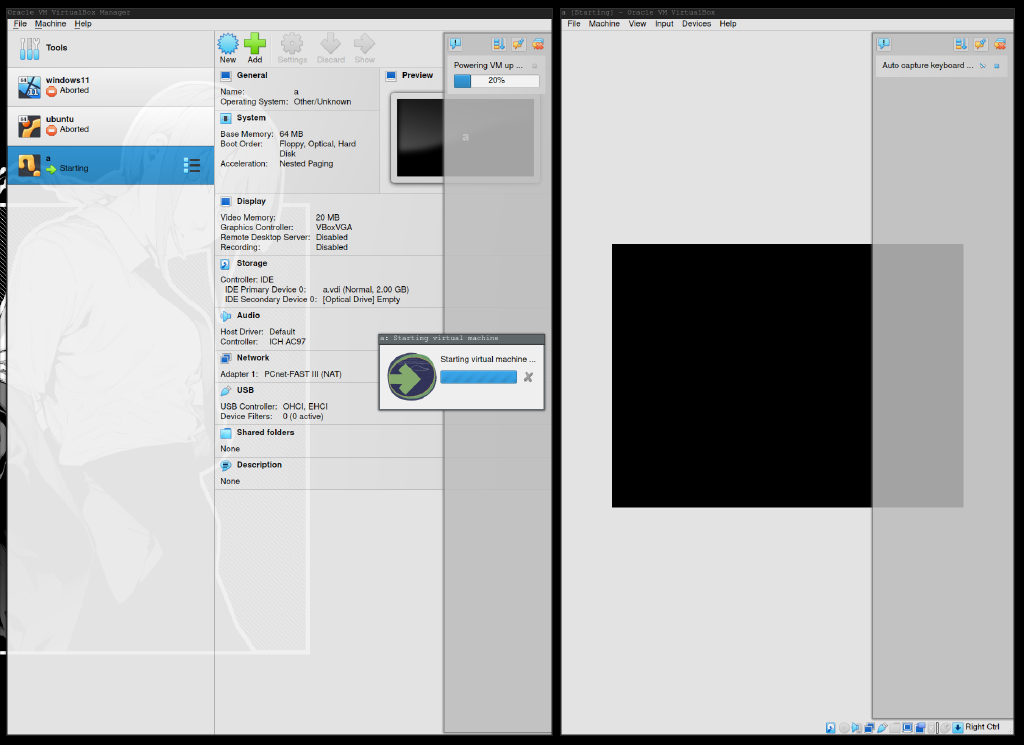 Oracle VM VirtualBox Manager
File Machine Help
Tools
64
windows11
11
Aborted
64
ubuntu
Aborted
a
Starting
New Add Settings Discard Show
General
Name: a
Operating System: Other/Unknown
System
Base Memory: 64 MB
Boot Order: Floppy, Optical, Hard
Disk
Acceleration: Nested Paging
Preview
a
Display
Video Memory: 20 MB
Graphics Controller: VBoxVGA
Remote Desktop Server: Disabled
Recording: Disabled
Storage
Controller: IDE
IDE Primary Device 0: a.vdi (Normal, 2.00 GB)
IDE Secondary Device 0: [Optical Drive] Empty
Audio
Host Driver: Default
Controller: ICH AC97
Network
Adapter 1: PCnet-FAST III (NAT)
USB
USB Controller: OHCI, EHCI
Device Filters: 0 (0 active)
Shared folders
None
Description
None
Powering VM up ...
20%
a: Starting virtual machine
Starting virtual machine ...
a [Starting] - Oracle VM VirtualBox
File Machine View Input Devices Help
Auto capture keyboard ...
Right Ctrl